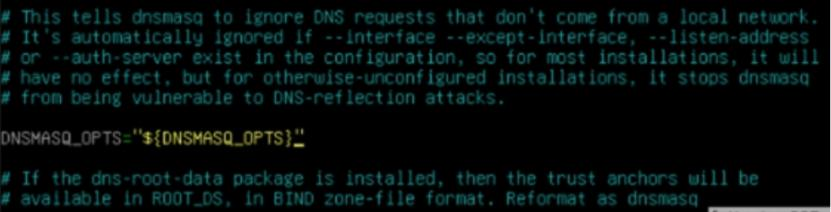 # This tells dnsmasq to ignore DNS requests that don't come from a local network.
# It's automatically ignored if --interface --except-interface, --listen-address
# or --auth-server exist in the configuration, so for most installations, it will
# have no effect, but for otherwise-unconfigured installations, it stops dnsmasq
# from being vulnerable to DNS-reflection attacks.
DNSMASQ_OPTS="${DNSMASQ_OPTS}"
# If the dns-root-data package is installed, then the trust anchors will be
# available in ROOT_DS, in BIND zone-file format. Reformat as dnsmasq